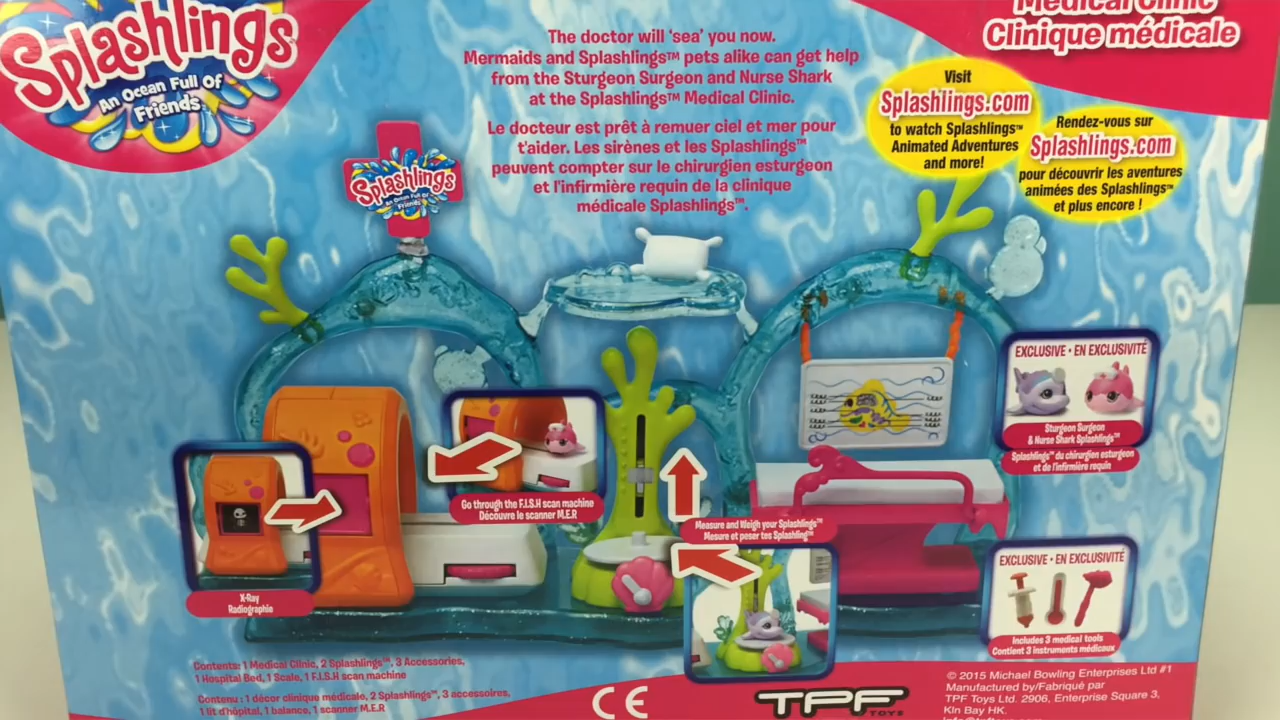 Splashlings
An Ocean Full Of
Friends
Medical Clinic
Clinique médicale
The doctor will ‘sea’ you now.
Mermaids and Splashlings™ pets alike can get help
from the Sturgeon Surgeon and Nurse Shark
at the Splashlings™ Medical Clinic.
Le docteur est prêt à remuer ciel et mer pour
t'aider. Les sirènes et les Splashlings™
peuvent compter sur le chirurgien esturgeon
et l'infirmière requin de la clinique
médicale Splashlings™.
Visit
Splashlings.com
to watch Splashlings™
Animated Adventures
and more!
Rendez-vous sur
Splashlings.com
pour découvrir les aventures
animées des Splashlings™
et plus encore !
Splashlings
An Ocean Full Of
Friends
EXCLUSIVE • EN EXCLUSIVITÉ
Sturgeon Surgeon
& Nurse Shark Splashlings™
Splashlings™ du chirurgien esturgeon
et de l'infirmière requin
Go through the F.I.S.H scan machine
Découvre le scanner M.E.R
Measure and Weigh your Splashlings™
Mesure et peser tes Splashling™
X-Ray
Radiographie
EXCLUSIVE • EN EXCLUSIVITÉ
Includes 3 medical tools
Contient 3 instruments médicaux
Contents: 1 Medical Clinic, 2 Splashlings™, 3 Accessories,
1 Hospital Bed, 1 Scale, 1 F.I.S.H scan machine
Contenu : 1 décor clinique médicale, 2 Splashlings™, 3 accessoires,
1 lit d'hôpital, 1 balance, 1 scanner M.E.R
CE
TPF
TOYS
© 2015 Michael Bowling Enterprises Ltd #1
Manufactured by/Fabriqué par
TPF Toys Ltd. 2906, Enterprise Square 3,
Kln Bay HK.